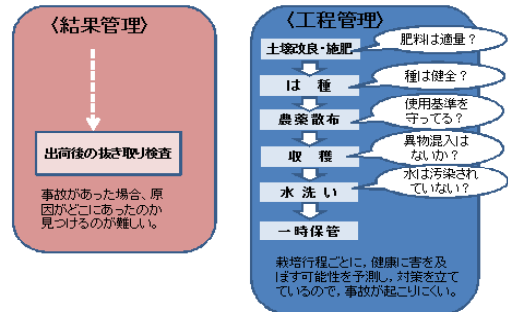 〈結果管理〉
出荷後の抜き取り検査
事故があった場合、原
因がどこにあったのか
見つけるのが難しい。
〈工程管理〉
土壌改良・施肥
肥料は適量？
は　種
種は健全？
農薬散布
使用基準を
守ってる？
収　穫
異物混入は
ないか？
水　洗　い
水は汚染され
ていない？
一時保管
栽培行程ごとに，健康に害を及
ぼす可能性を予測し，対策を立て
ているので，事故が起こりにくい。